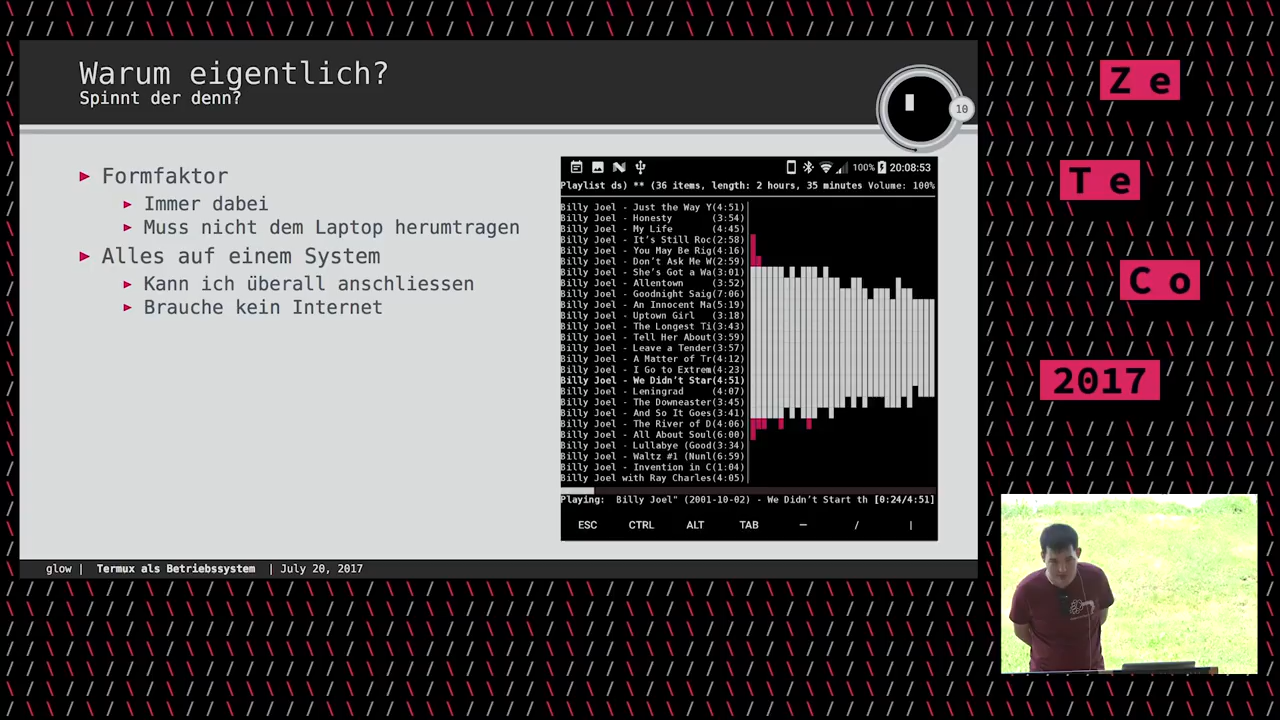 Warum eigentlich?
Spinnt der denn?
10
Formfaktor
Immer dabei
Muss nicht dem Laptop herumtragen
Alles auf einem System
Kann ich überall anschliessen
Brauche kein Internet
100% 20:08:53
Playlist ds) ** (36 items, length: 2 hours, 35 minutes Volume: 100%
Billy Joel - Just the Way Y(4:51)
Billy Joel - Honesty (3:54)
Billy Joel - My Life (4:45)
Billy Joel - It's Still Roc(2:58)
Billy Joel - You May Be Rig(4:16)
Billy Joel - Don't Ask Me W(2:59)
Billy Joel - She's Got a Wa(3:01)
Billy Joel - Allentown (3:52)
Billy Joel - Goodnight Saig(7:06)
Billy Joel - An Innocent Ma(5:19)
Billy Joel - Uptown Girl (3:18)
Billy Joel - The Longest Ti(3:43)
Billy Joel - Tell Her About(3:59)
Billy Joel - Leave a Tender(3:57)
Billy Joel - A Matter of Tr(4:12)
Billy Joel - I Go to Extrem(4:23)
Billy Joel - We Didn't Star(4:51)
Billy Joel - Leningrad (4:07)
Billy Joel - The Downeaster(3:45)
Billy Joel - And So It Goes(3:41)
Billy Joel - The River of D(4:06)
Billy Joel - All About Soul(6:00)
Billy Joel - Lullabye (Good(3:34)
Billy Joel - Waltz #1 (Nunl(6:59)
Billy Joel - Invention in C(1:04)
Billy Joel with Ray Charles(4:05)
Playing: Billy Joel" (2001-10-02) - We Didn't Start th [0:24/4:51]
ESC CTRL ALT TAB — / |
glow | Termux als Betriebssystem | July 20, 2017
Z e
T e
C o
2017